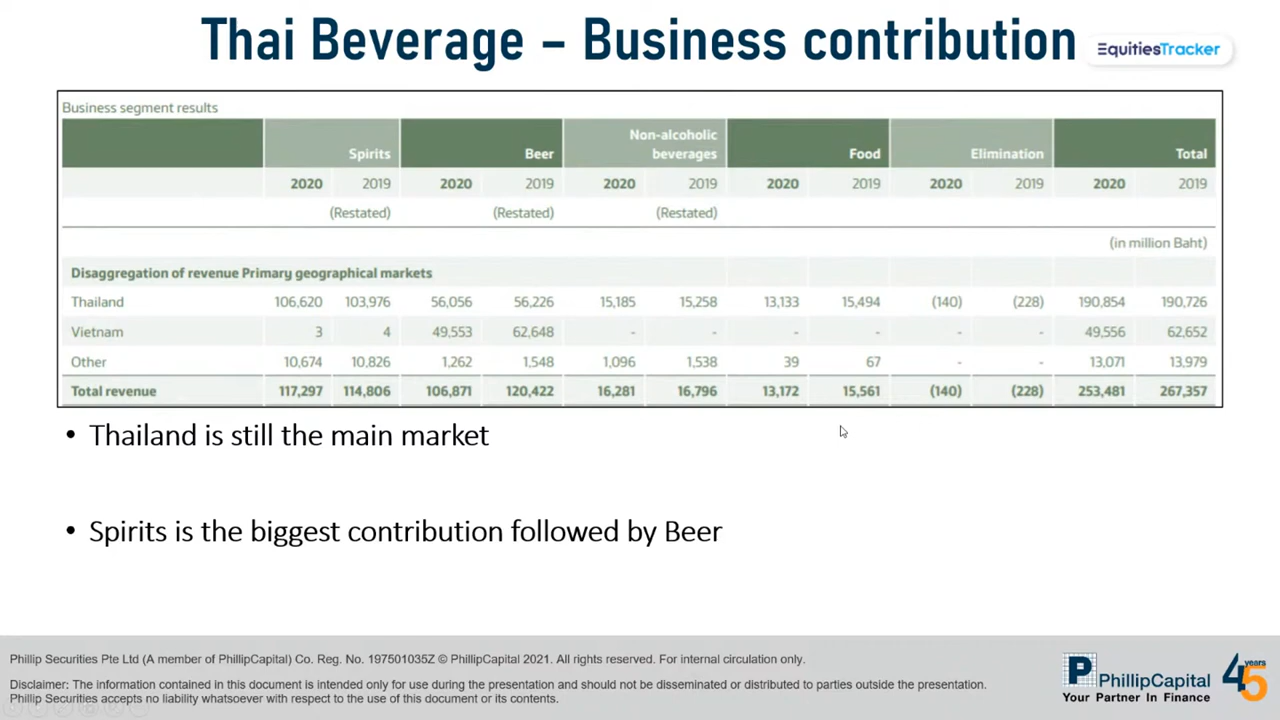 Thai Beverage – Business contribution
EquitiesTracker
Business segment results
Spirits Beer Non-alcoholic beverages Food Elimination Total
2020 2019 2020 2019 2020 2019 2020 2019 2020 2019 2020 2019
(Restated) (Restated) (Restated)
(in million Baht)
Disaggregation of revenue Primary geographical markets
Thailand 106,620 103,976 56,056 56,226 15,185 15,258 13,133 15,494 (140) (228) 190,854 190,726
Vietnam 3 4 49,553 62,648 - - - - - - 49,556 62,652
Other 10,674 10,826 1,262 1,548 1,096 1,538 39 67 - - 13,071 13,979
Total revenue 117,297 114,806 106,871 120,422 16,281 16,796 13,172 15,561 (140) (228) 253,481 267,357
• Thailand is still the main market
• Spirits is the biggest contribution followed by Beer
Phillip Securities Pte Ltd (A member of PhillipCapital) Co. Reg. No. 197501035Z © PhillipCapital 2021. All rights reserved. For internal circulation only.
Disclaimer: The information contained in this document is intended only for use during the presentation and should not be disseminated or distributed to parties outside the presentation.
Phillip Securities accepts no liability whatsoever with respect to the use of this document or its contents.
PhillipCapital
Your Partner In Finance
45 years